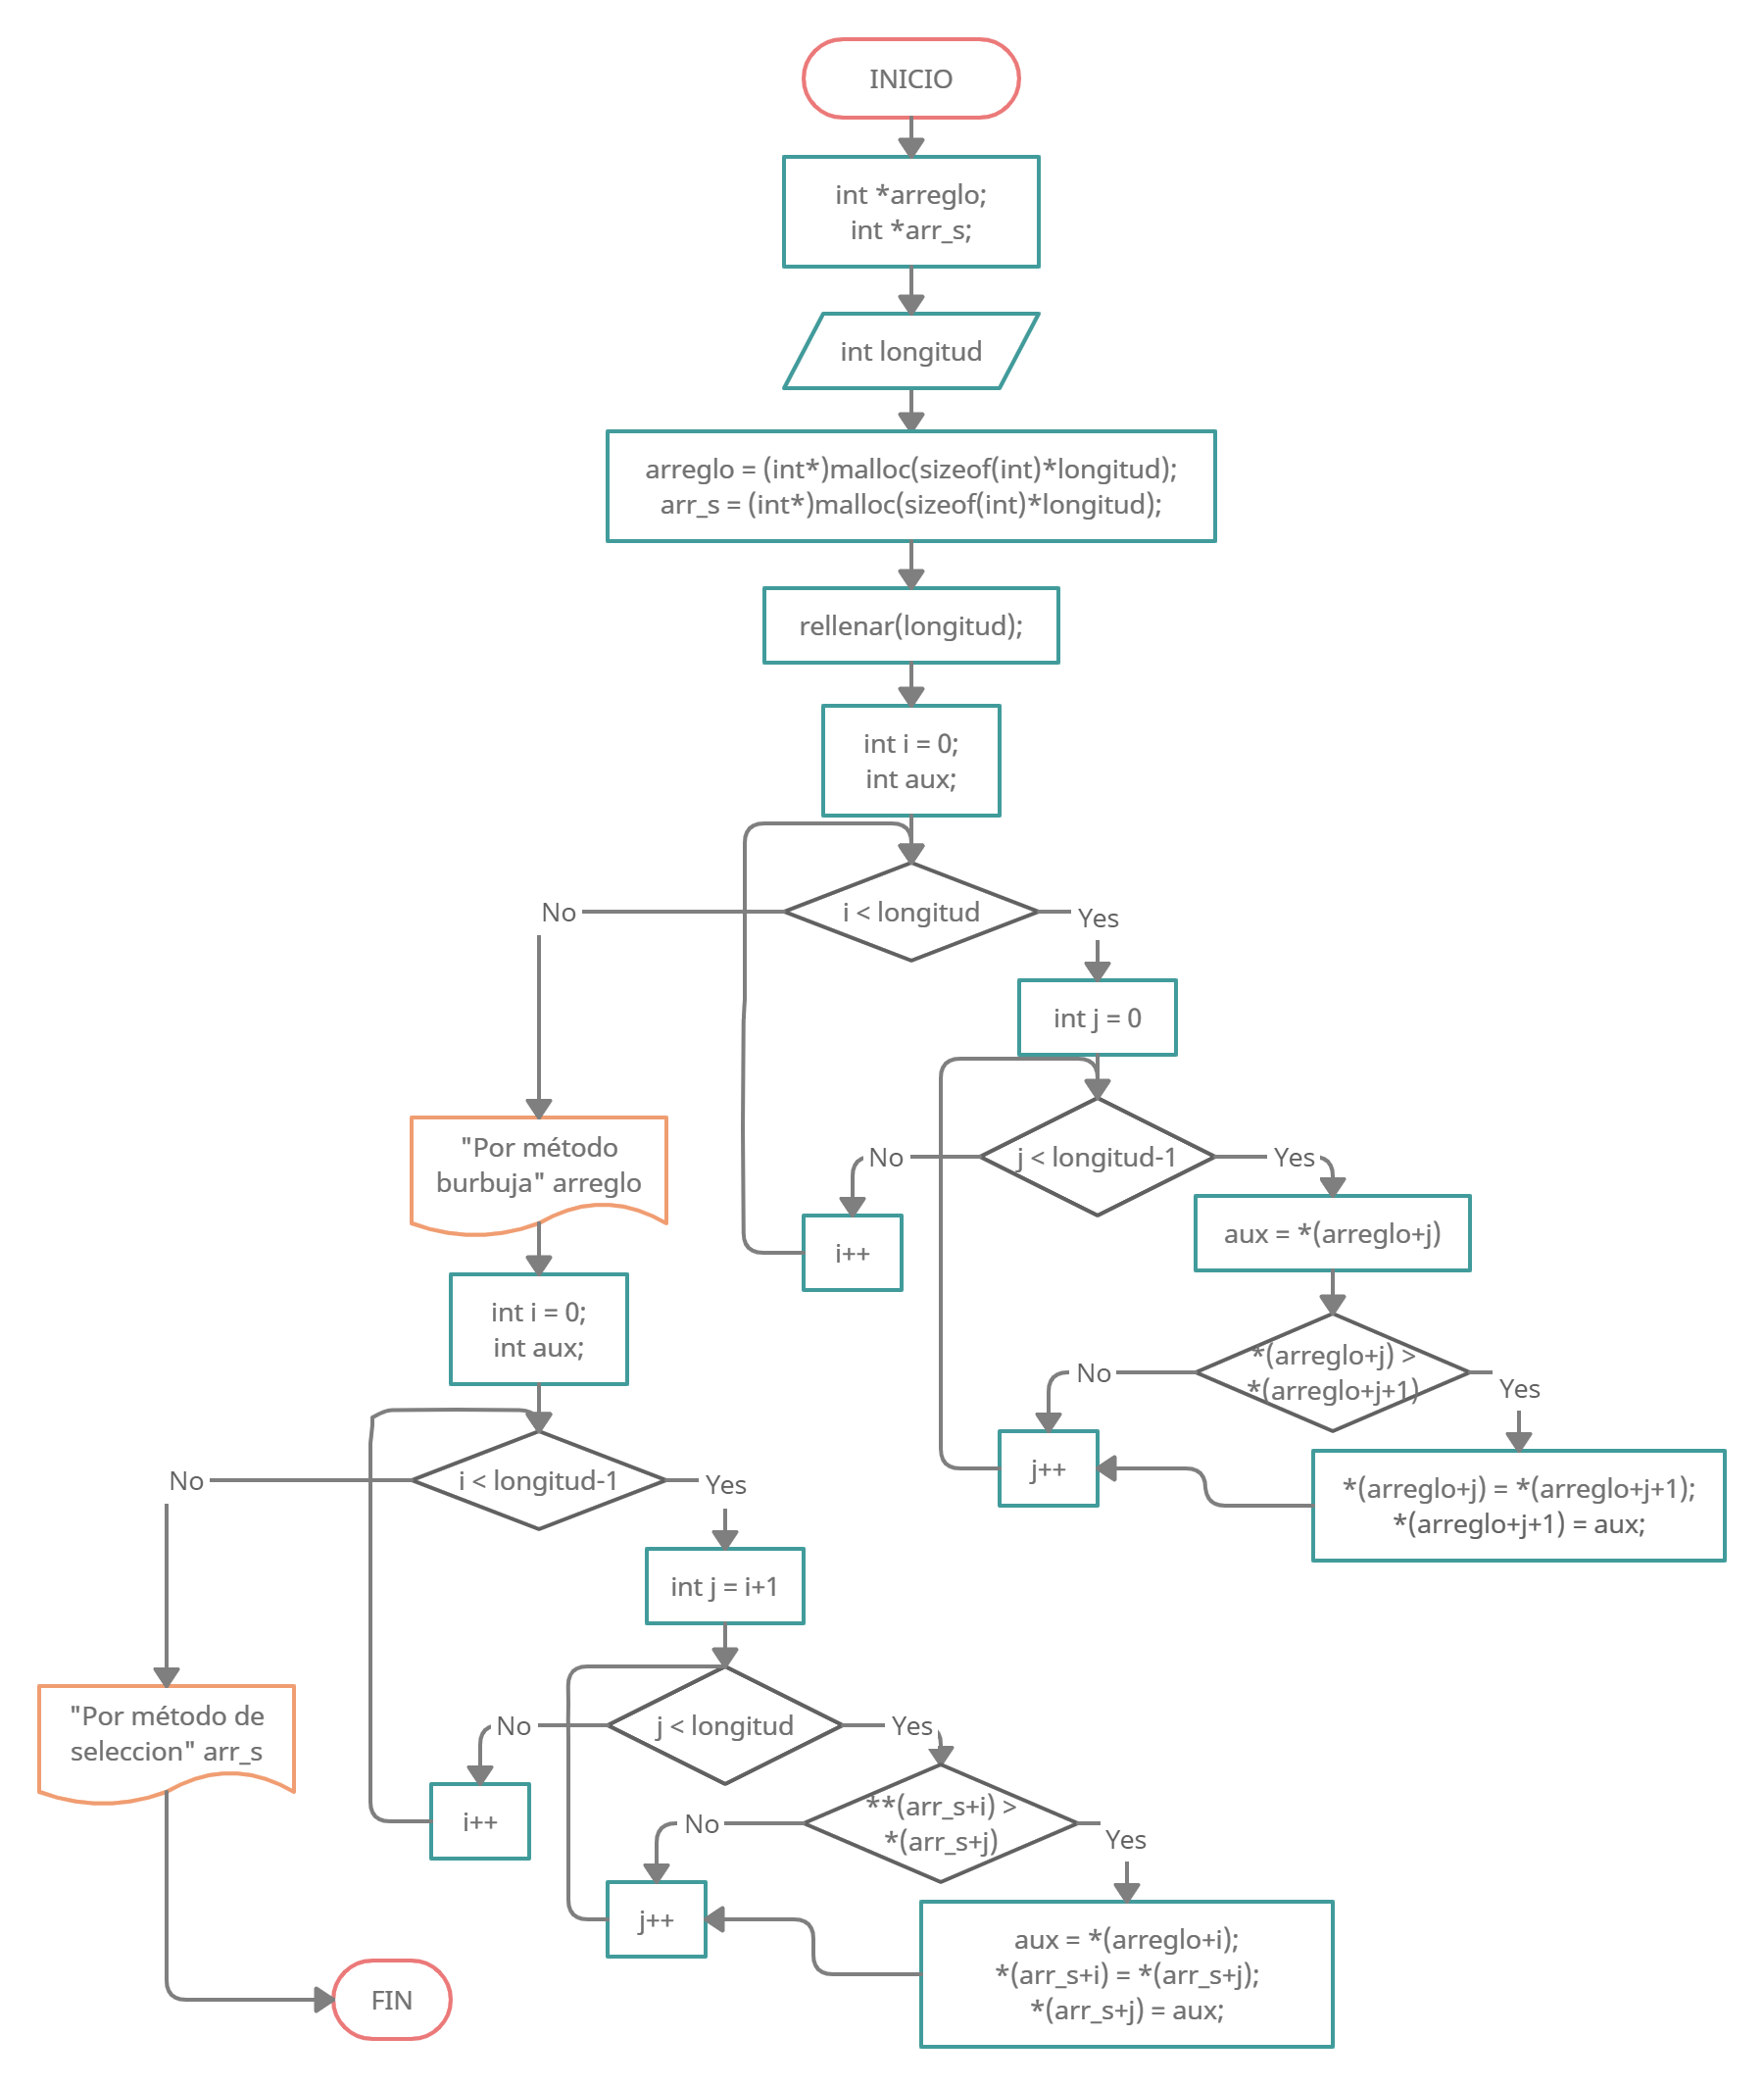 INICIO
int *arreglo;
int *arr_s;
int longitud
arreglo = (int*)malloc(sizeof(int)*longitud);
arr_s = (int*)malloc(sizeof(int)*longitud);
rellenar(longitud);
int i = 0;
int aux;
i < longitud
No
Yes
int j = 0
j < longitud-1
No
Yes
"Por método
burbuja" arreglo
i++
aux = *(arreglo+j)
int i = 0;
int aux;
*(arreglo+j) >
*(arreglo+j+1)
No
Yes
j++
*(arreglo+j) = *(arreglo+j+1);
*(arreglo+j+1) = aux;
i < longitud-1
No
Yes
int j = i+1
"Por método de
seleccion" arr_s
j < longitud
No
Yes
i++
**(arr_s+i) >
*(arr_s+j)
No
Yes
j++
aux = *(arreglo+i);
*(arr_s+i) = *(arr_s+j);
*(arr_s+j) = aux;
FIN